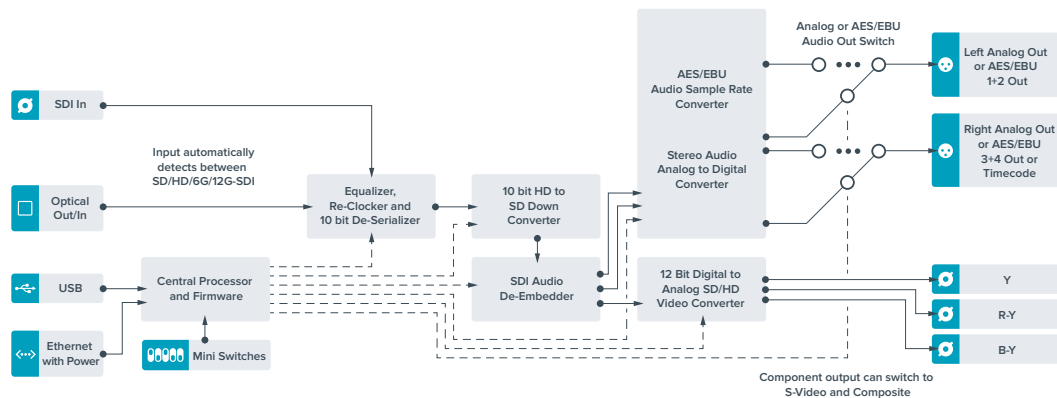 Analog or AES/EBU
Audio Out Switch
SDI In
Input automatically
detects between
SD/HD/6G/12G-SDI
Optical
Out/In
Equalizer,
Re-Clocker and
10 bit De-Serializer
10 bit HD to
SD Down
Converter
AES/EBU
Audio Sample Rate
Converter
Stereo Audio
Analog to Digital
Converter
Left Analog Out
or AES/EBU
1+2 Out
Right Analog Out
or AES/EBU
3+4 Out or
Timecode
USB
Central Processor
and Firmware
SDI Audio
De-Embedder
12 Bit Digital to
Analog SD/HD
Video Converter
Y
R-Y
B-Y
Ethernet
with Power
Mini Switches
Component output can switch to
S-Video and Composite